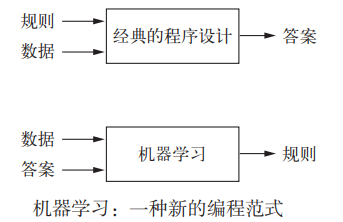 规则
数据
经典的程序设计
答案
数据
答案
机器学习
规则
机器学习：一种新的编程范式